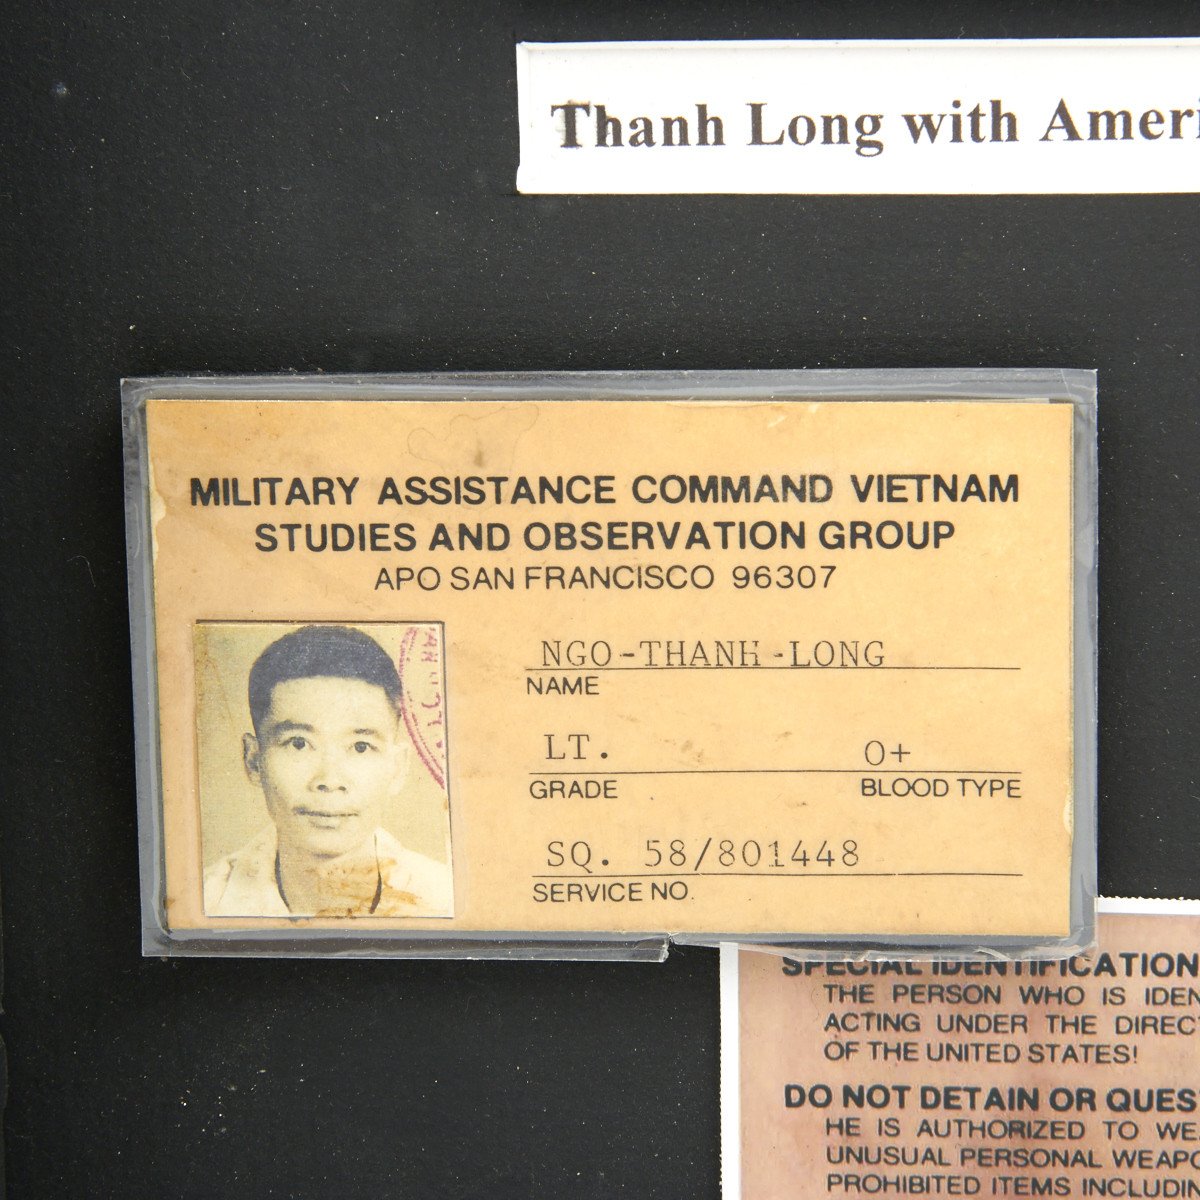 Thanh Long with Ameri
MILITARY ASSISTANCE COMMAND VIETNAM
STUDIES AND OBSERVATION GROUP
APO SAN FRANCISCO 96307
NGO-THANH-LONG
NAME
LT. O+
GRADE BLOOD TYPE
SQ. 58/801448
SERVICE NO.
SPECIAL IDENTIFICATION
THE PERSON WHO IS IDEN
ACTING UNDER THE DIREC
OF THE UNITED STATES!
DO NOT DETAIN OR QUES
HE IS AUTHORIZED TO WE
UNUSUAL PERSONAL WEAPO
PROHIBITED ITEMS INCLUDIN